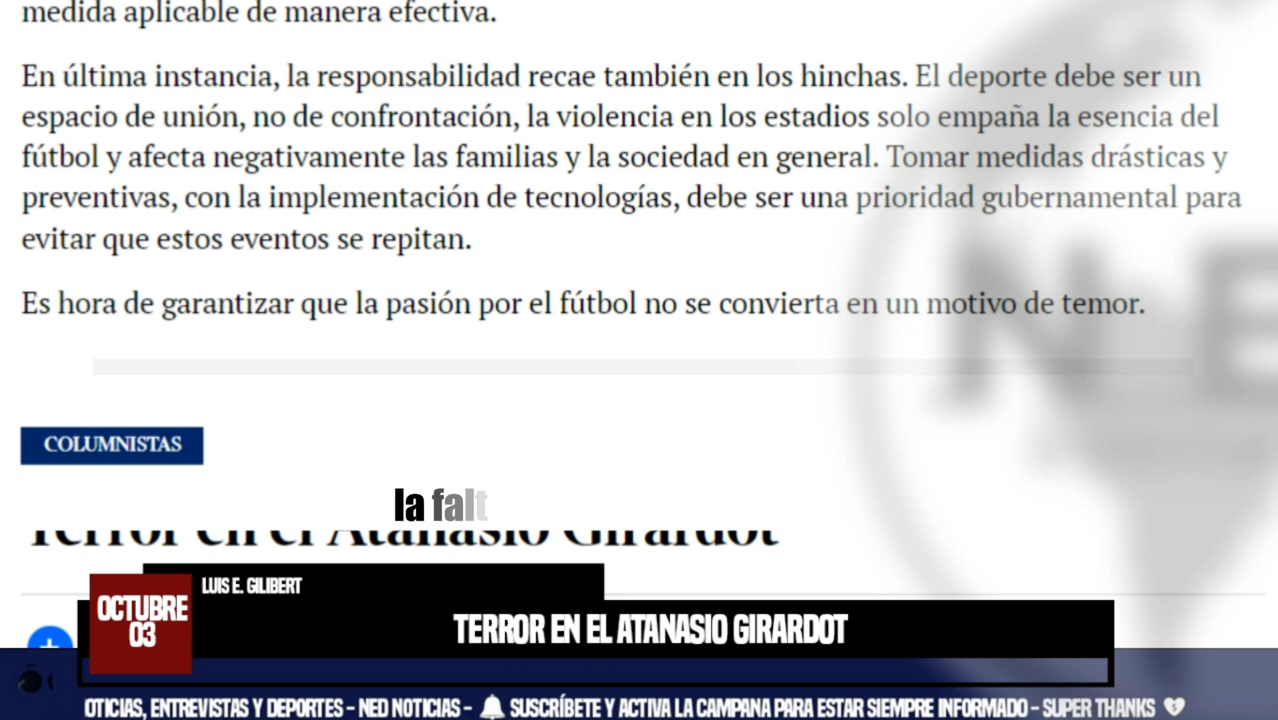 medida aplicable de manera efectiva.
En última instancia, la responsabilidad recae también en los hinchas. El deporte debe ser un
espacio de unión, no de confrontación, la violencia en los estadios solo empaña la esencia del
fútbol y afecta negativamente las familias y la sociedad en general. Tomar medidas drásticas y
preventivas, con la implementación de tecnologías, debe ser una prioridad gubernamental para
evitar que estos eventos se repitan.
Es hora de garantizar que la pasión por el fútbol no se convierta en un motivo de temor.
COLUMNISTAS
la falt
Terror en el Atanasio Girardot
LUIS E. GILIBERT
OCTUBRE
03
TERROR EN EL ATANASIO GIRARDOT
OTICIAS, ENTREVISTAS Y DEPORTES - NED NOTICIAS - SUSCRÍBETE Y ACTIVA LA CAMPANA PARA ESTAR SIEMPRE INFORMADO - SUPER THANKS